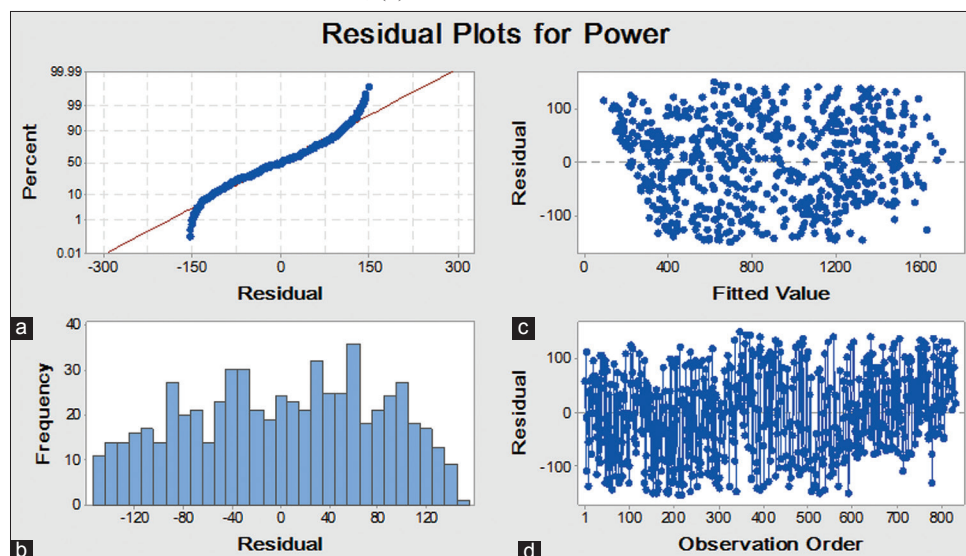 Residual Plots for Power
99.99
99
90
50
10
1
0.01
Percent
-300 -150 0 150 300
Residual
a
100
0
-100
Residual
0 400 800 1200 1600
Fitted Value
c
40
30
20
10
0
Frequency
-120 -80 -40 0 40 80 120
Residual
b
100
0
-100
Residual
1 100 200 300 400 500 600 700 800
Observation Order
d